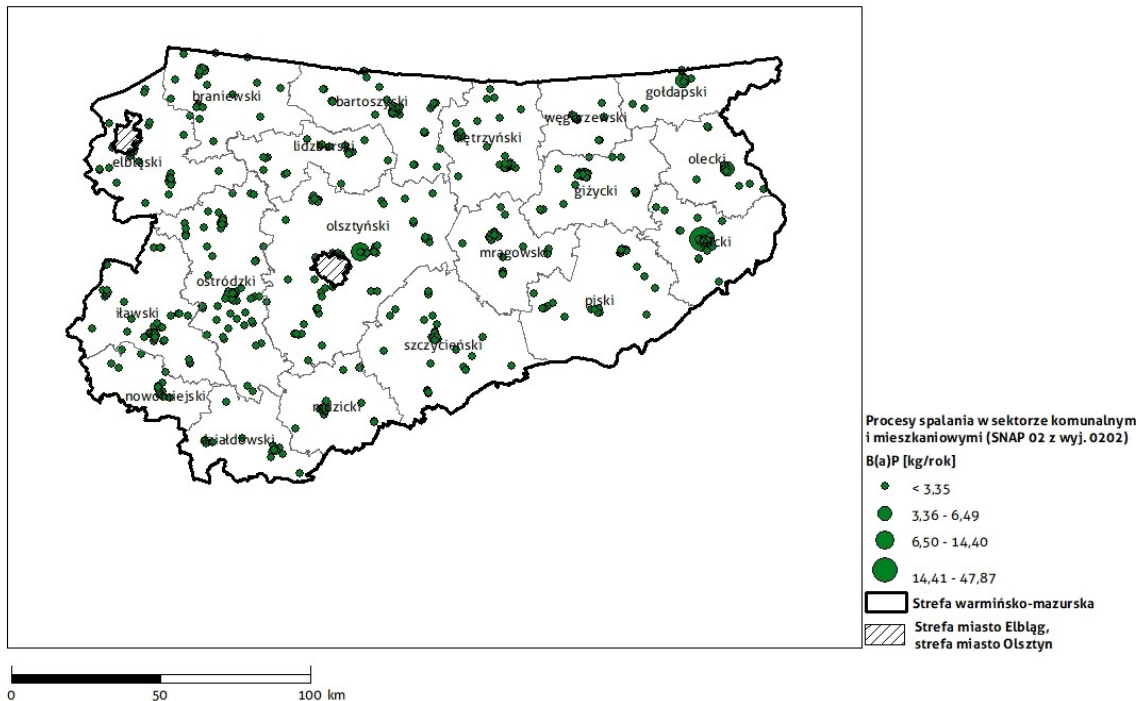 gołdapski
braniewski
bartoszycki
węgorzewski
kętrzyński
lidzbarski
elbląski
olecki
giżycki
olsztyński
ełcki
mrągowski
ostródzki
piski
iławski
szczycieński
nowomiejski
nidzicki
działdowski
Procesy spalania w sektorze komunalnym
i mieszkaniowymi (SNAP 02 z wyj. 0202)
B(a)P [kg/rok]
< 3,35
3,36 - 6,49
6,50 - 14,40
14,41 - 47,87
Strefa warmińsko-mazurska
Strefa miasto Elbląg,
strefa miasto Olsztyn
0 50 100 km